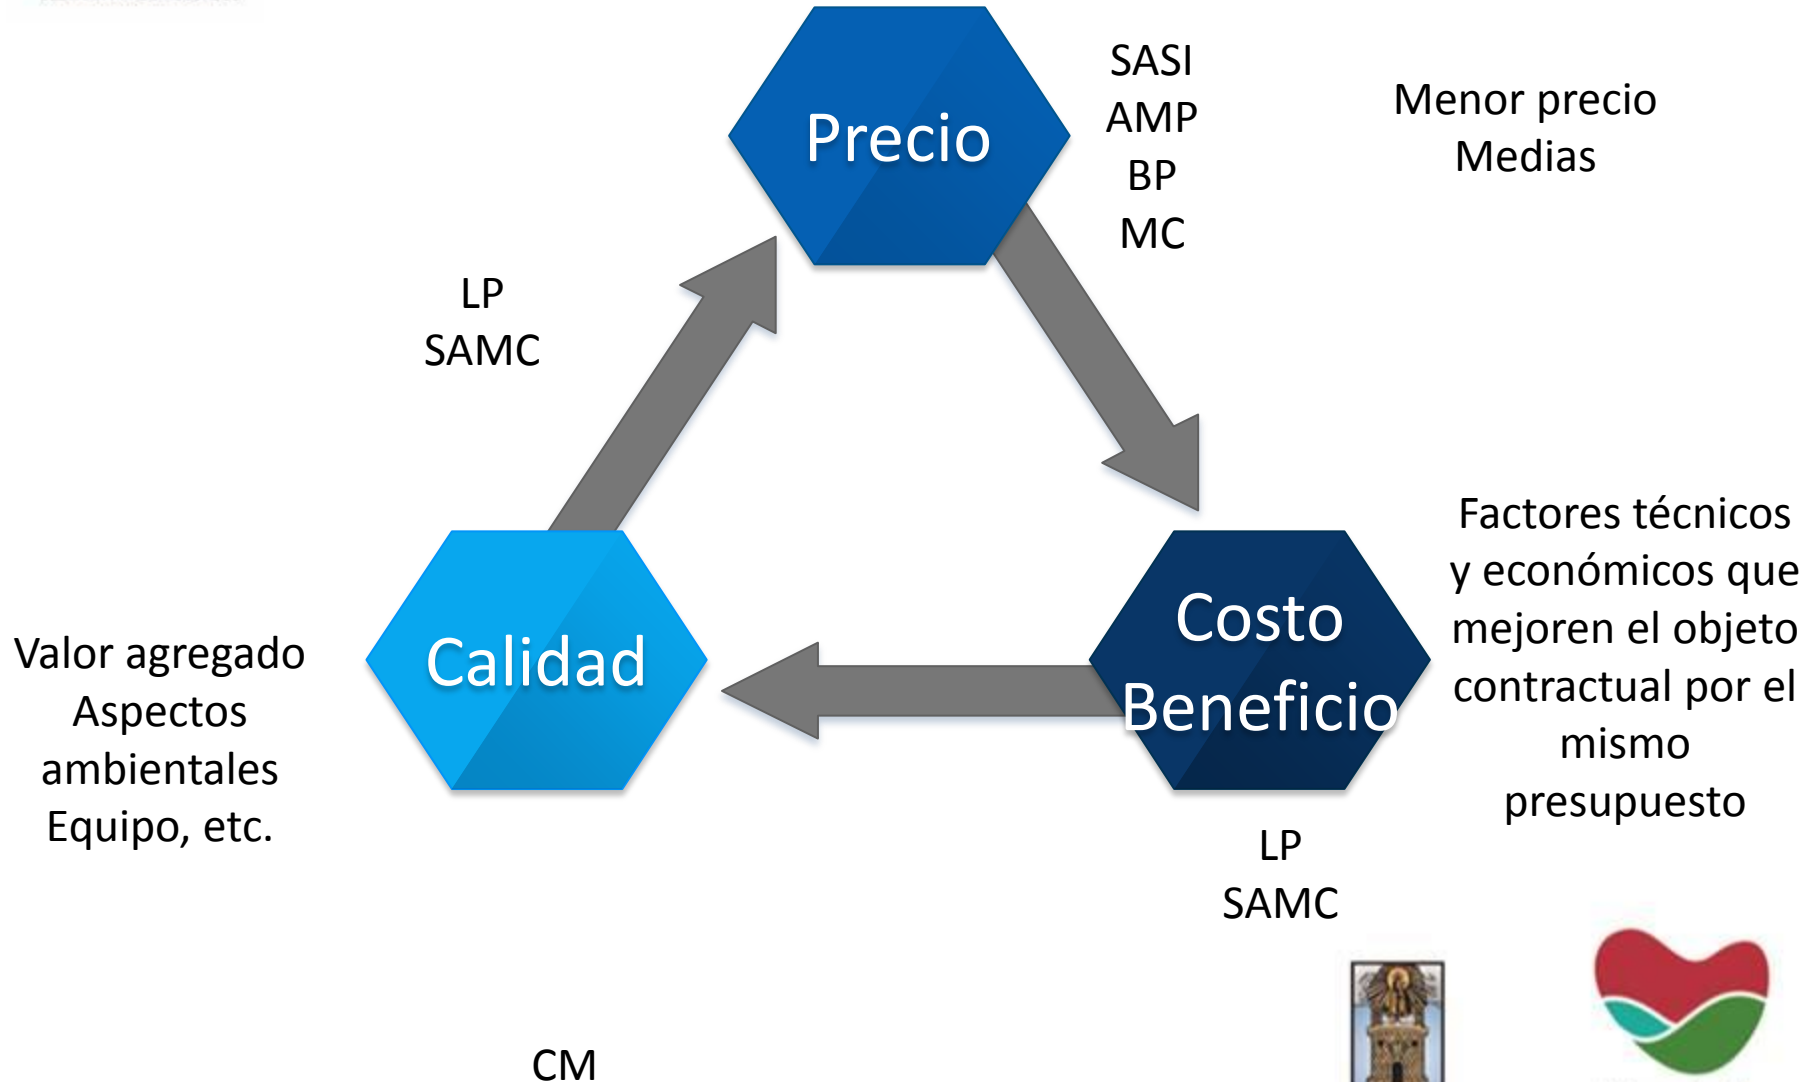 Precio
SASI
AMP
BP
MC
Menor precio
Medias
LP
SAMC
Calidad
Valor agregado
Aspectos
ambientales
Equipo, etc.
Costo
Beneficio
Factores técnicos
y económicos que
mejoren el objeto
contractual por el
mismo
presupuesto
LP
SAMC
CM